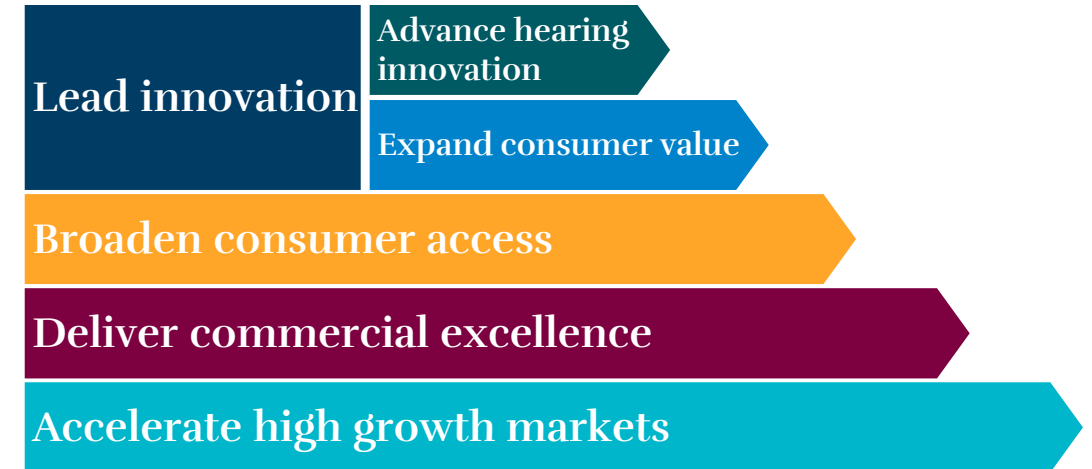 Lead innovation
Advance hearing
innovation
Expand consumer value
Broaden consumer access
Deliver commercial excellence
Accelerate high growth markets